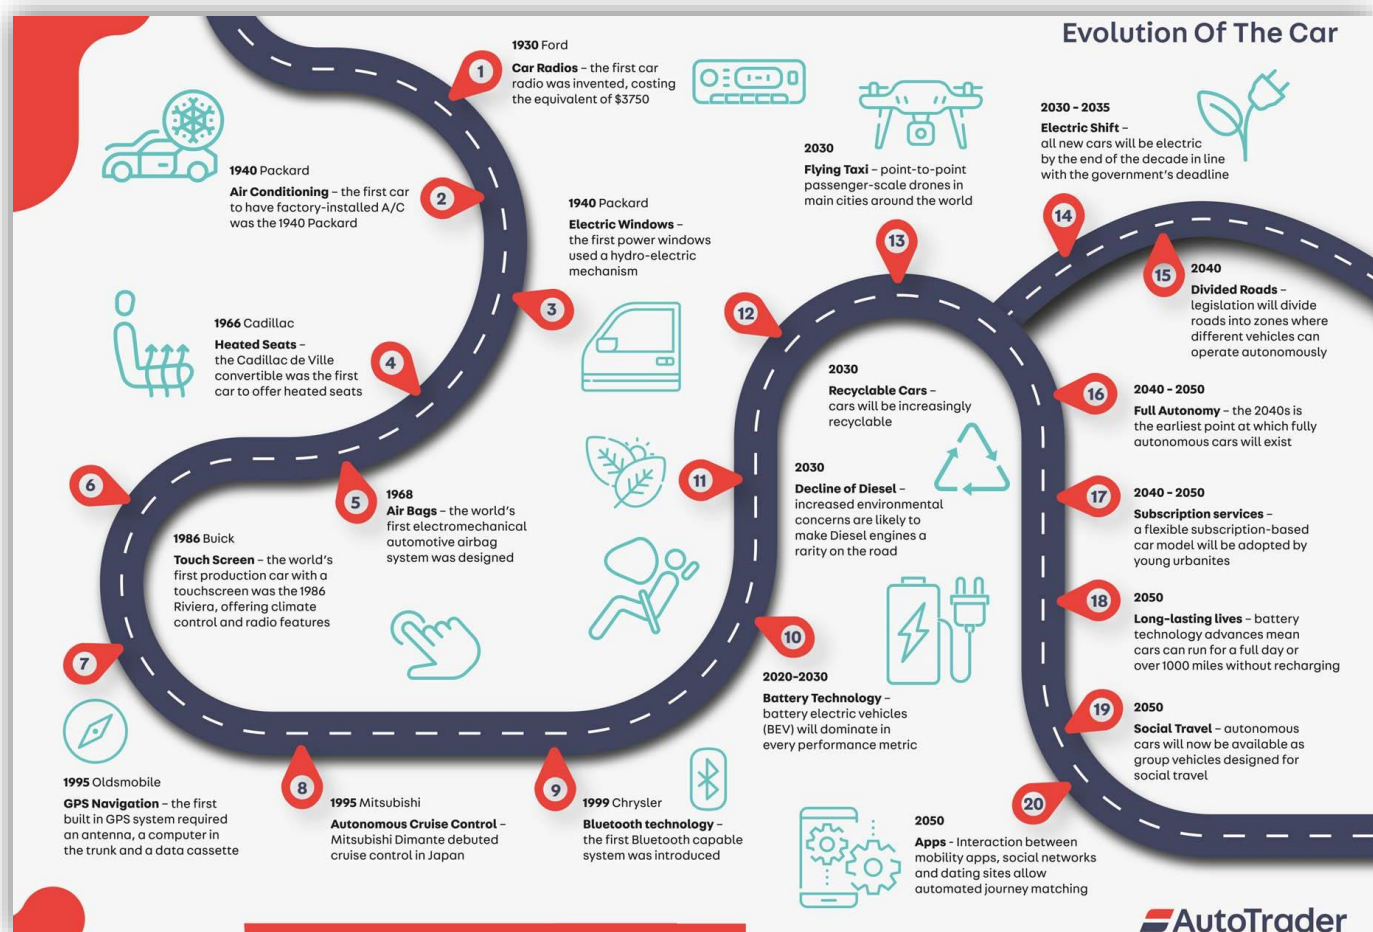 Evolution Of The Car
1
1930 Ford
Car Radios – the first car
radio was invented, costing
the equivalent of $3750
2
1940 Packard
Air Conditioning – the first car
to have factory-installed A/C
was the 1940 Packard
3
1940 Packard
Electric Windows –
the first power windows
used a hydro-electric
mechanism
4
1966 Cadillac
Heated Seats –
the Cadillac de Ville
convertible was the first
car to offer heated seats
5
1968
Air Bags – the world's
first electromechanical
automotive airbag
system was designed
6
1986 Buick
Touch Screen – the world's
first production car with a
touchscreen was the 1986
Riviera, offering climate
control and radio features
7
1995 Oldsmobile
GPS Navigation – the first
built in GPS system required
an antenna, a computer in
the trunk and a data cassette
8
1995 Mitsubishi
Autonomous Cruise Control –
Mitsubishi Dimante debuted
cruise control in Japan
9
1999 Chrysler
Bluetooth technology –
the first Bluetooth capable
system was introduced
10
2020-2030
Battery Technology –
battery electric vehicles
(BEV) will dominate in
every performance metric
11
2030
Decline of Diesel –
increased environmental
concerns are likely to
make Diesel engines a
rarity on the road
12
2030
Recyclable Cars –
cars will be increasingly
recyclable
13
2030
Flying Taxi – point-to-point
passenger-scale drones in
main cities around the world
14
2030 - 2035
Electric Shift –
all new cars will be electric
by the end of the decade in line
with the government's deadline
15
2040
Divided Roads –
legislation will divide
roads into zones where
different vehicles can
operate autonomously
16
2040 - 2050
Full Autonomy – the 2040s is
the earliest point at which fully
autonomous cars will exist
17
2040 - 2050
Subscription services –
a flexible subscription-based
car model will be adopted by
young urbanites
18
2050
Long-lasting lives – battery
technology advances mean
cars can run for a full day or
over 1000 miles without recharging
19
2050
Social Travel – autonomous
cars will now be available as
group vehicles designed for
social travel
20
2050
Apps - Interaction between
mobility apps, social networks
and dating sites allow
automated journey matching
AutoTrader